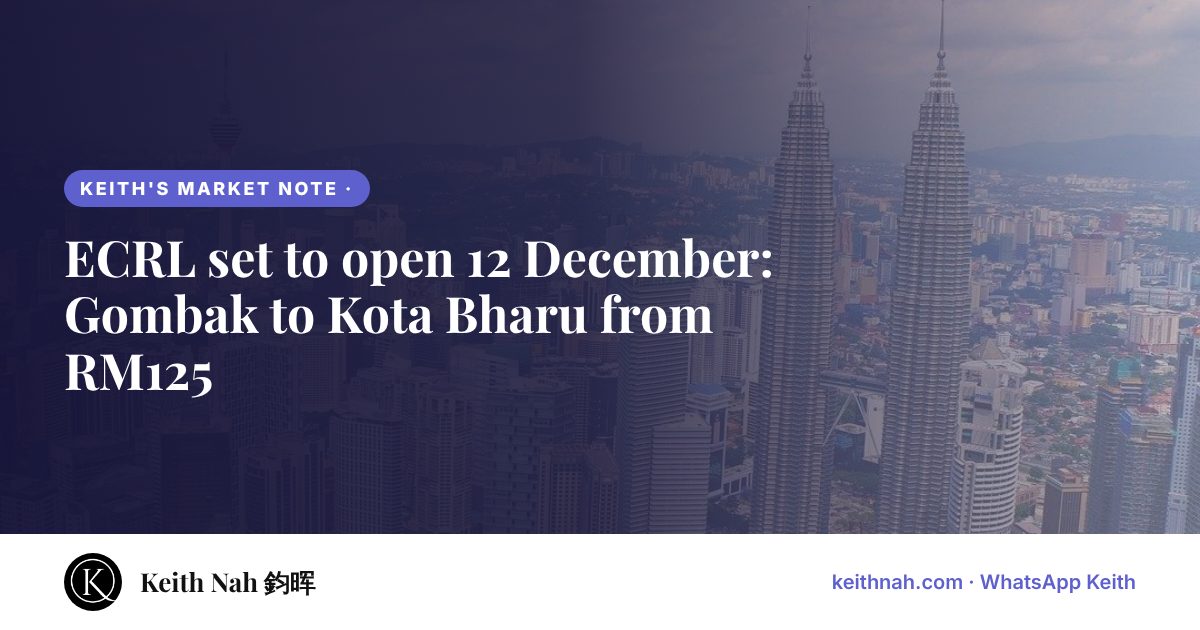 KEITH'S MARKET NOTE ·
ECRL set to open 12 December:
Gombak to Kota Bharu from
RM125
K
Keith Nah 鈞晖
keithnah.com · WhatsApp Keith